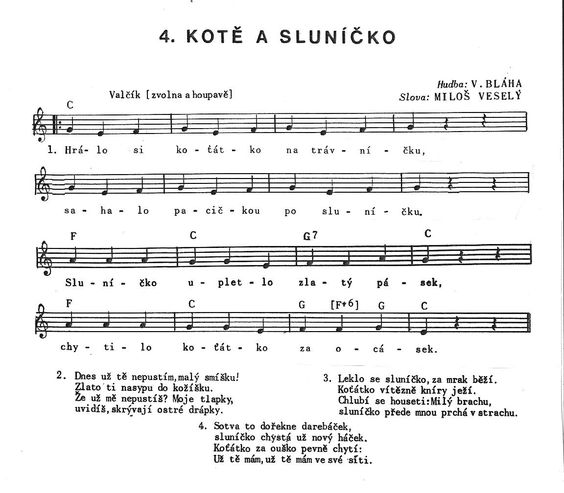 4. KOTĚ A SLUNÍČKO
Hudba: V. BLÁHA
Valčík [zvolna a houpavě]
Slova: MILOŠ VESELÝ
C
1. Hrá - lo si ko - ťát - ko na tráv - ní - čku,
sa - ha - lo pa - cič - kou po slu - ní - čku.
F C G7 C
Slu - ní - čko u - ple - tlo zla - tý pá - sek,
F C G [F+6] G C
chy - ti - lo ko - ťát - ko za o - cá - sek.
2. Dnes už tě nepustím, malý smíšku!
Zlato ti nasypu do kožíšku.
Že už mě nepustíš? Moje tlapky,
uvidíš, skrývají ostré drápky.
3. Leklo se sluníčko, za mrak běží.
Koťátko vítězně kníry ježí.
Chlubí se houseti: Milý brachu,
sluníčko přede mnou prchá v strachu.
4. Sotva to dořekne darebáček,
sluníčko chystá už nový háček.
Koťátko za ouško pevně chytí:
Už tě mám, už tě mám ve své síti.